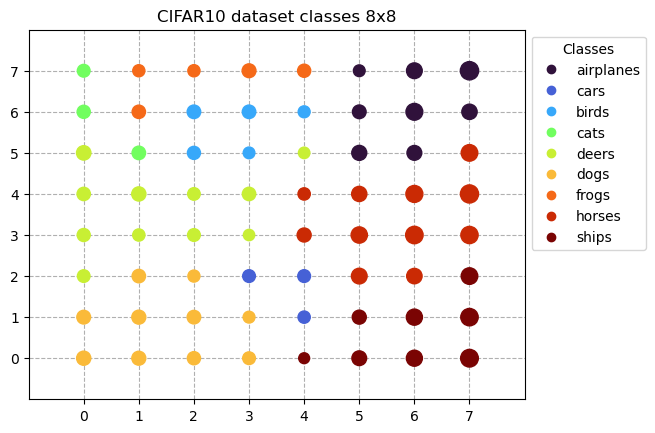 CIFAR10 dataset classes 8x8
7
6
5
4
3
2
1
0
0 1 2 3 4 5 6 7
Classes
airplanes
cars
birds
cats
deers
dogs
frogs
horses
ships